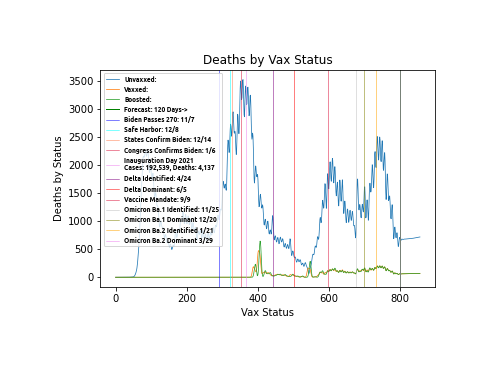 Deaths by Vax Status
Deaths by Status
3500
3000
2500
2000
1500
1000
500
0
Unvaxxed:
Vaxxed:
Boosted:
Forecast: 120 Days->
Biden Passes 270: 11/7
Safe Harbor: 12/8
States Confirm Biden: 12/14
Congress Confirms Biden: 1/6
Inauguration Day 2021
Cases: 192,539, Deaths: 4,137
Delta Identified: 4/24
Delta Dominant: 6/5
Vaccine Mandate: 9/9
Omicron Ba.1 Identified: 11/25
Omicron Ba.1 Dominant 12/20
Omicron Ba.2 Identified 1/21
Omicron Ba.2 Dominant 3/29
0 200 400 600 800
Vax Status